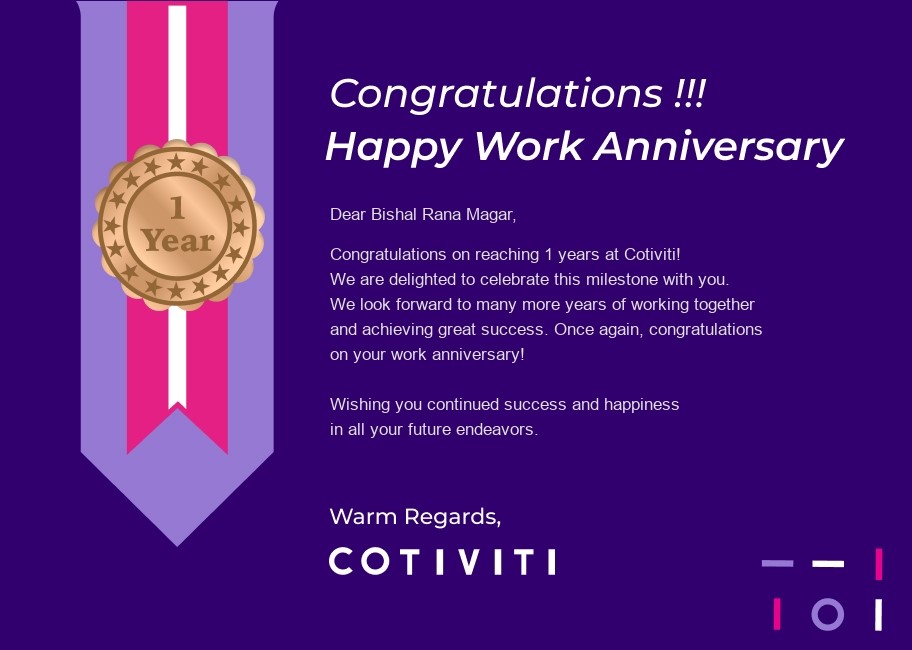 Congratulations !!!
Happy Work Anniversary
1
Year
Dear Bishal Rana Magar,
Congratulations on reaching 1 years at Cotiviti!
We are delighted to celebrate this milestone with you.
We look forward to many more years of working together
and achieving great success. Once again, congratulations
on your work anniversary!
Wishing you continued success and happiness
in all your future endeavors.
Warm Regards,
COTIVITI